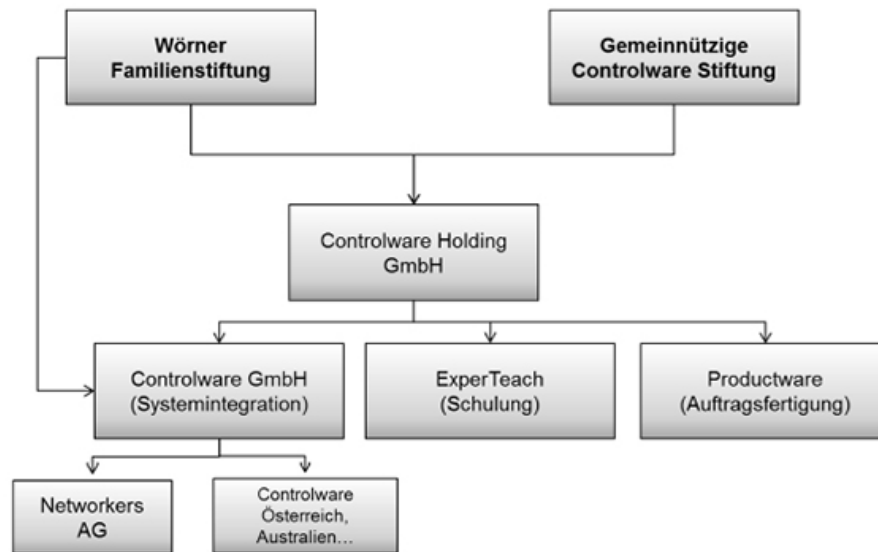 Wörner
Familienstiftung
Gemeinnützige
Controlware Stiftung
Controlware Holding
GmbH
Controlware GmbH
(Systemintegration)
ExperTeach
(Schulung)
Productware
(Auftragsfertigung)
Networkers
AG
Controlware
Österreich,
Australien...